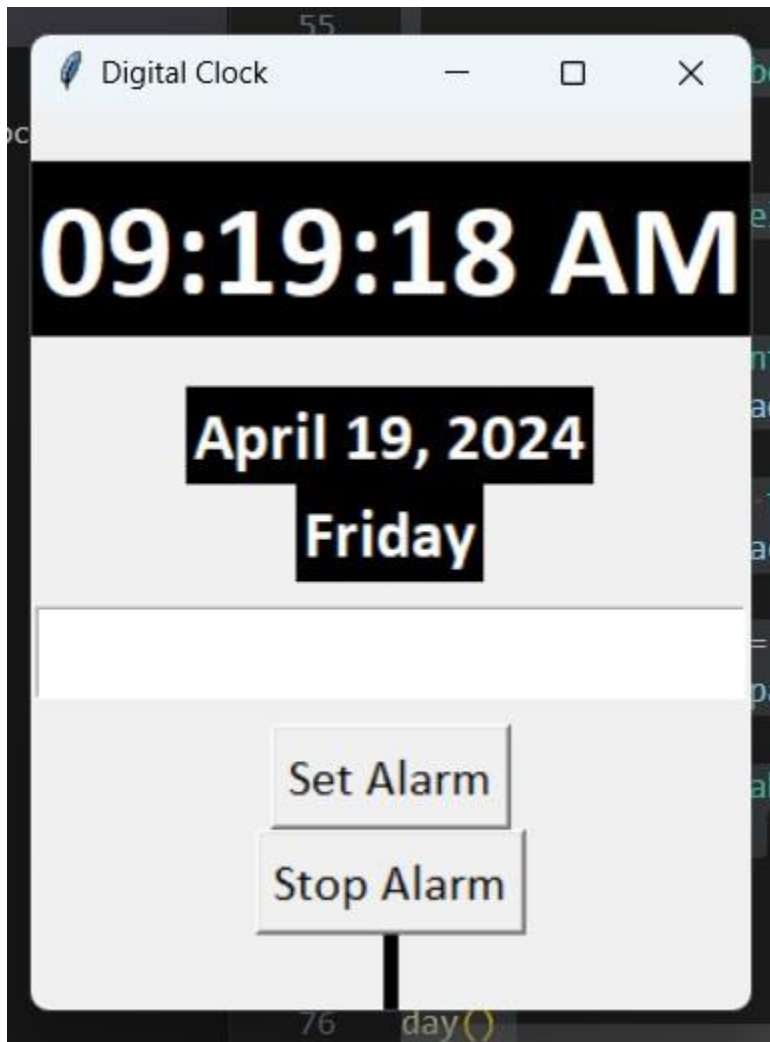 55
Digital Clock
09:19:18 AM
April 19, 2024
Friday
Set Alarm
Stop Alarm
76 day()